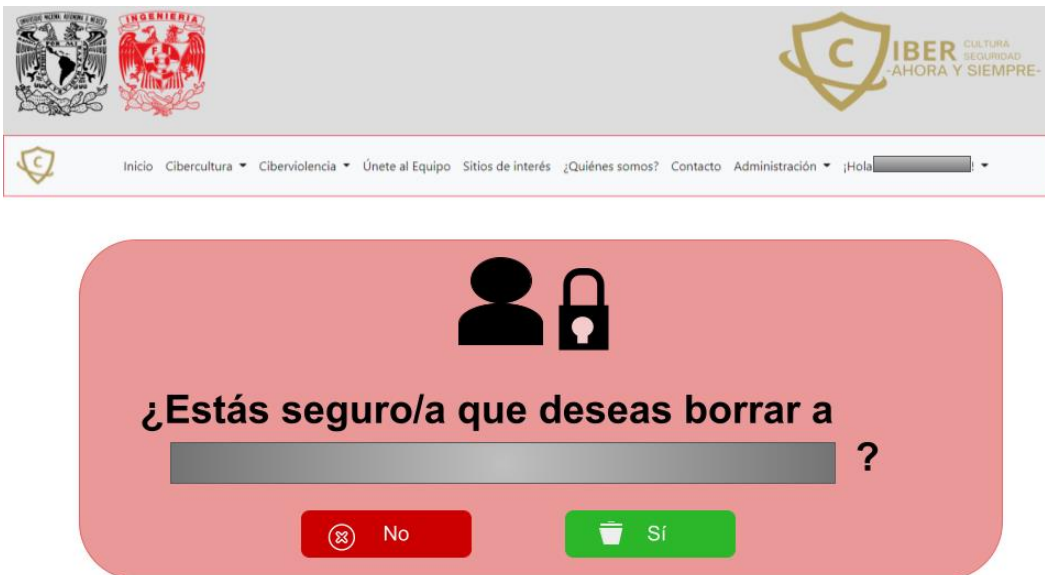 INGENIERIA
C IBER CULTURA
SEGURIDAD
-AHORA Y SIEMPRE-
C
Inicio Cibercultura Ciberviolencia Únete al Equipo Sitios de interés ¿Quiénes somos? Contacto Administración ¡Hola !
¿Estás seguro/a que deseas borrar a
?
No Sí